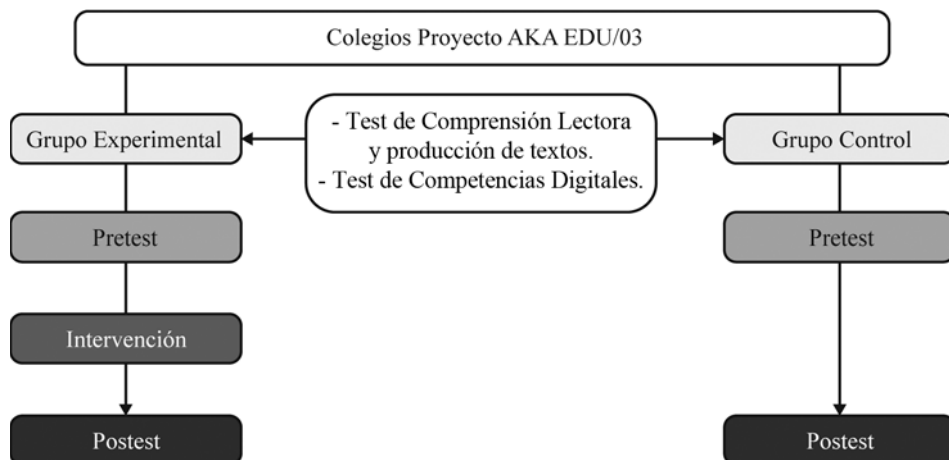 Colegios Proyecto AKA EDU/03
Grupo Experimental
- Test de Comprensión Lectora
y producción de textos.
- Test de Competencias Digitales.
Grupo Control
Pretest
Pretest
Intervención
Postest
Postest